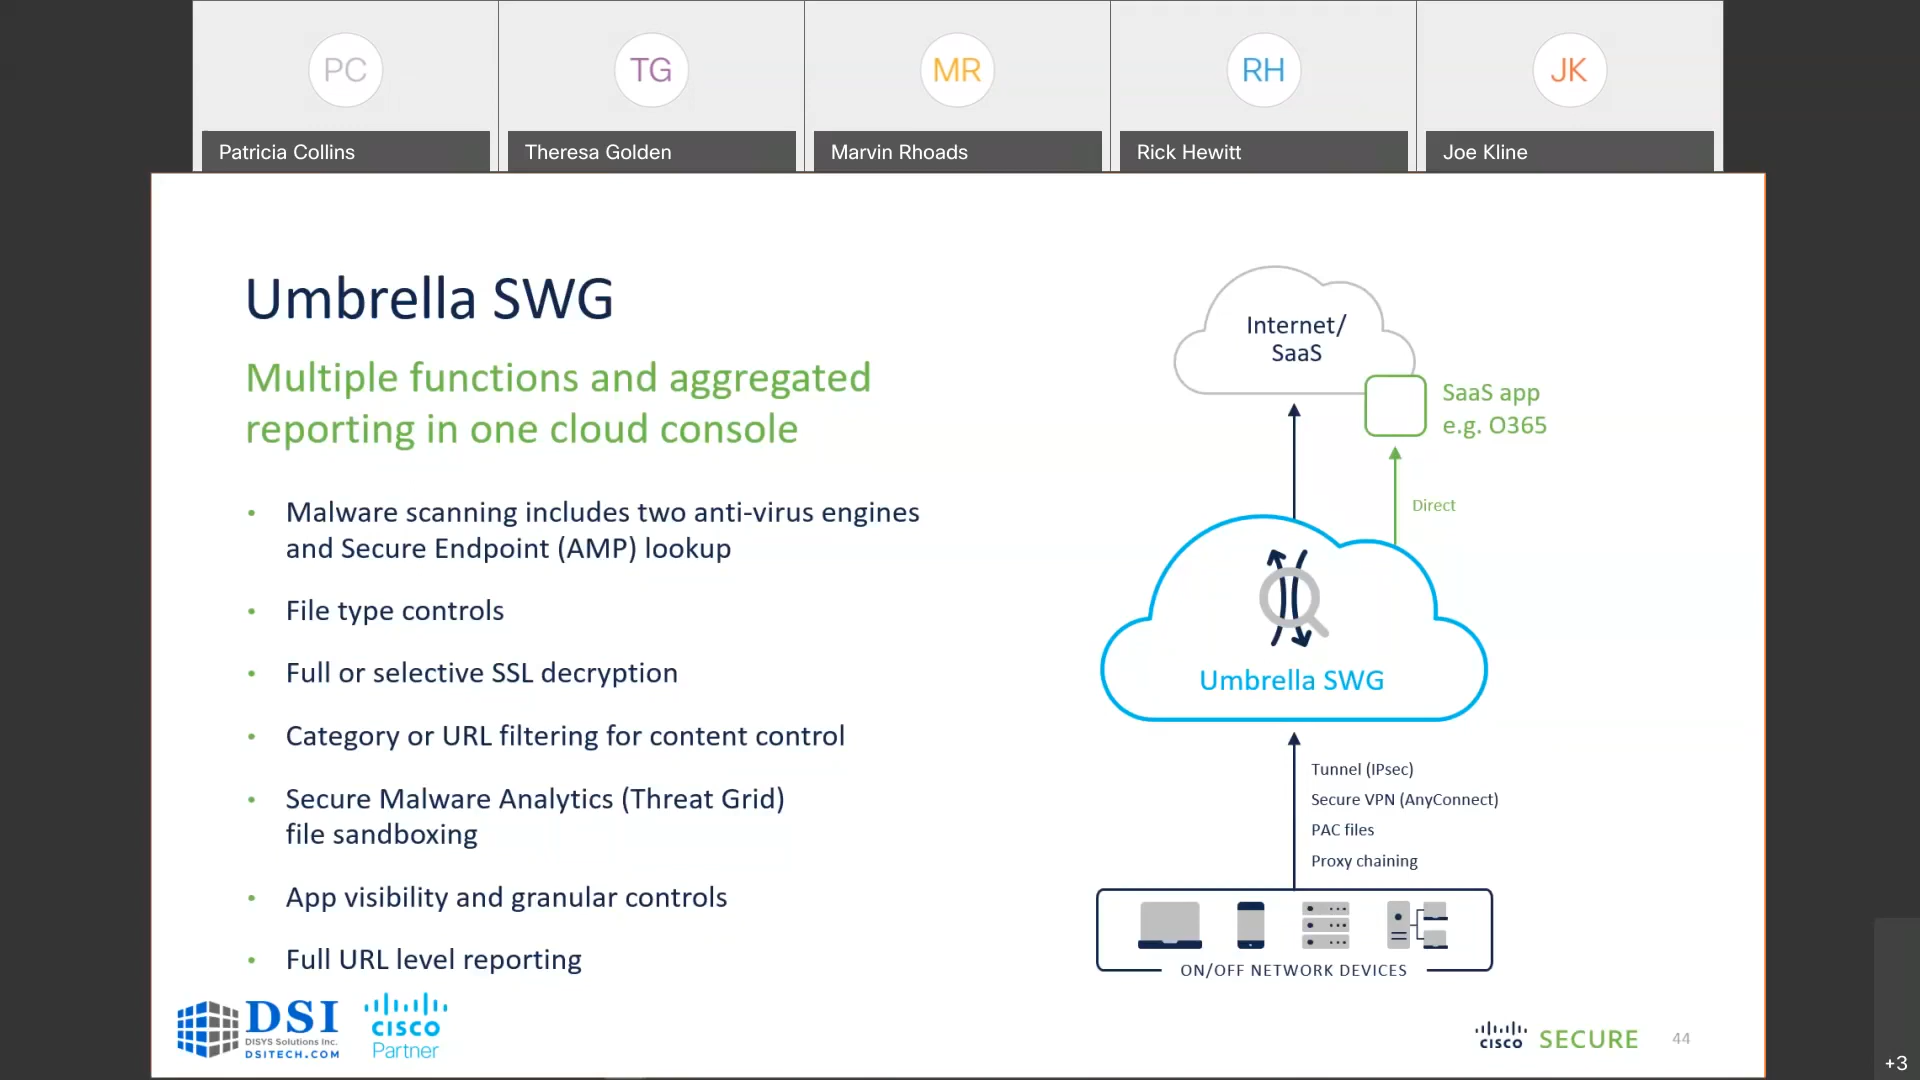 PC
TG
MR
RH
JK
Patricia Collins
Theresa Golden
Marvin Rhoads
Rick Hewitt
Joe Kline
Umbrella SWG
Multiple functions and aggregated
reporting in one cloud console
• Malware scanning includes two anti-virus engines
and Secure Endpoint (AMP) lookup
• File type controls
• Full or selective SSL decryption
• Category or URL filtering for content control
• Secure Malware Analytics (Threat Grid)
file sandboxing
• App visibility and granular controls
• Full URL level reporting
Internet/
SaaS
SaaS app
e.g. O365
Direct
Umbrella SWG
Tunnel (IPsec)
Secure VPN (AnyConnect)
PAC files
Proxy chaining
ON/OFF NETWORK DEVICES
DSI
DISYS Solutions Inc.
DSITECH.COM
CISCO
Partner
CISCO
SECURE
44
+3